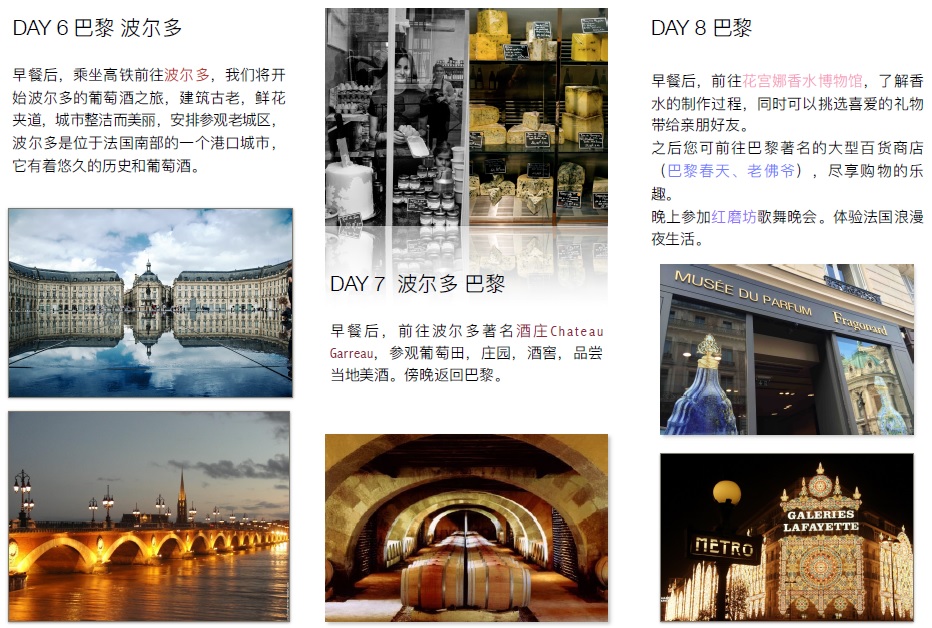 DAY 6 巴黎 波尔多
早餐后，乘坐高铁前往波尔多，我们将开
始波尔多的葡萄酒之旅，建筑古老，鲜花
夹道，城市整洁而美丽，安排参观老城区，
波尔多是位于法国南部的一个港口城市，
它有着悠久的历史和葡萄酒。
DAY 7 波尔多 巴黎
早餐后，前往波尔多著名酒庄Chateau
Garreau，参观葡萄田，庄园，酒窖，品尝
当地美酒。傍晚返回巴黎。
DAY 8 巴黎
早餐后，前往花宫娜香水博物馆，了解香
水的制作过程，同时可以挑选喜爱的礼物
带给亲朋好友。
之后您可前往巴黎著名的大型百货商店
（巴黎春天、老佛爷），尽享购物的乐
趣。
晚上参加红磨坊歌舞晚会。体验法国浪漫
夜生活。
MUSÉE DU PARFUM Fragonard
GALERIES
LAFAYETTE
METRO